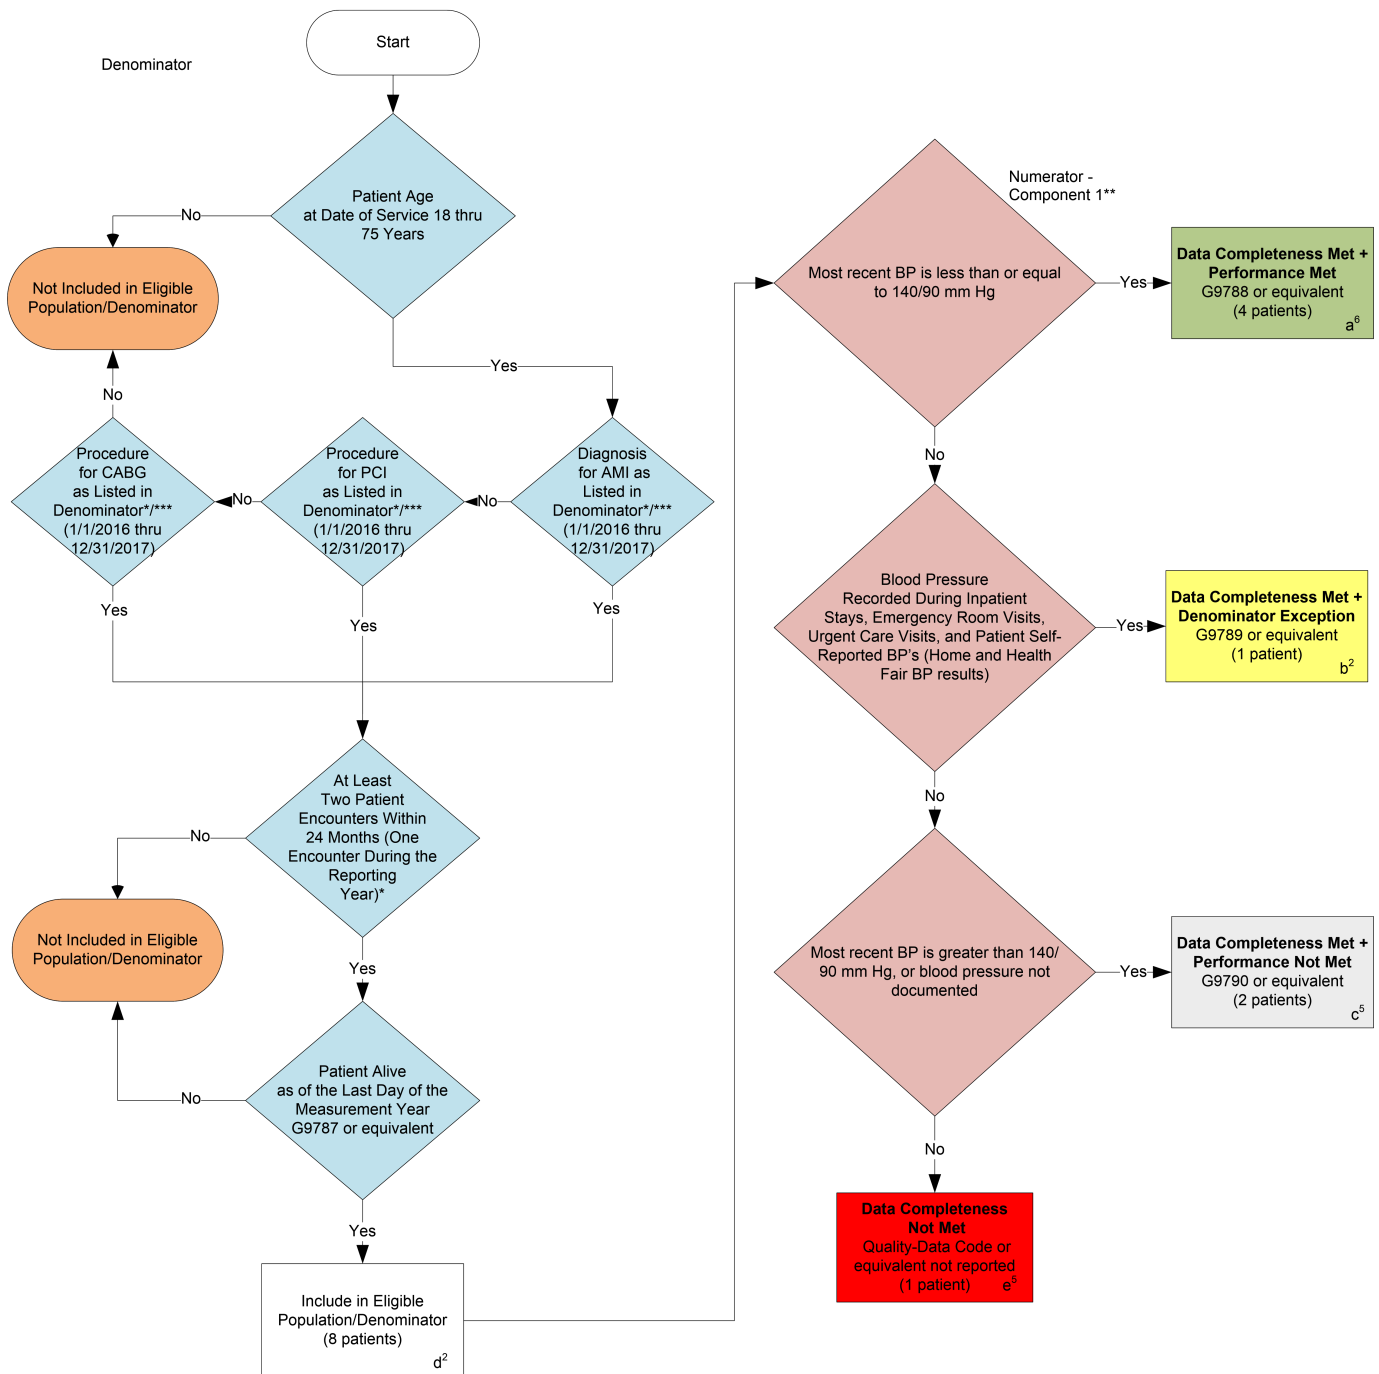 Start
Denominator
Patient Age
at Date of Service 18 thru
75 Years
No
Not Included in Eligible
Population/Denominator
Yes
No
Procedure
for CABG
as Listed in
Denominator*/***
(1/1/2016 thru
12/31/2017)
No
Procedure
for PCI
as Listed in
Denominator*/***
(1/1/2016 thru
12/31/2017)
No
Diagnosis
for AMI as
Listed in
Denominator*/***
(1/1/2016 thru
12/31/2017)
Yes
Yes
Yes
At Least
Two Patient
Encounters Within
24 Months (One
Encounter During the
Reporting
Year)*
No
Not Included in Eligible
Population/Denominator
Yes
Patient Alive
as of the Last Day of the
Measurement Year
G9787 or equivalent
No
Yes
Include in Eligible
Population/Denominator
(8 patients)
d²
Numerator -
Component 1**
Most recent BP is less than or equal
to 140/90 mm Hg
Yes
Data Completeness Met +
Performance Met
G9788 or equivalent
(4 patients)
a⁶
No
Blood Pressure
Recorded During Inpatient
Stays, Emergency Room Visits,
Urgent Care Visits, and Patient Self-
Reported BP's (Home and Health
Fair BP results)
Yes
Data Completeness Met +
Denominator Exception
G9789 or equivalent
(1 patient)
b²
No
Most recent BP is greater than 140/
90 mm Hg, or blood pressure not
documented
Yes
Data Completeness Met +
Performance Not Met
G9790 or equivalent
(2 patients)
c⁵
No
Data Completeness
Not Met
Quality-Data Code or
equivalent not reported
(1 patient)
e⁵